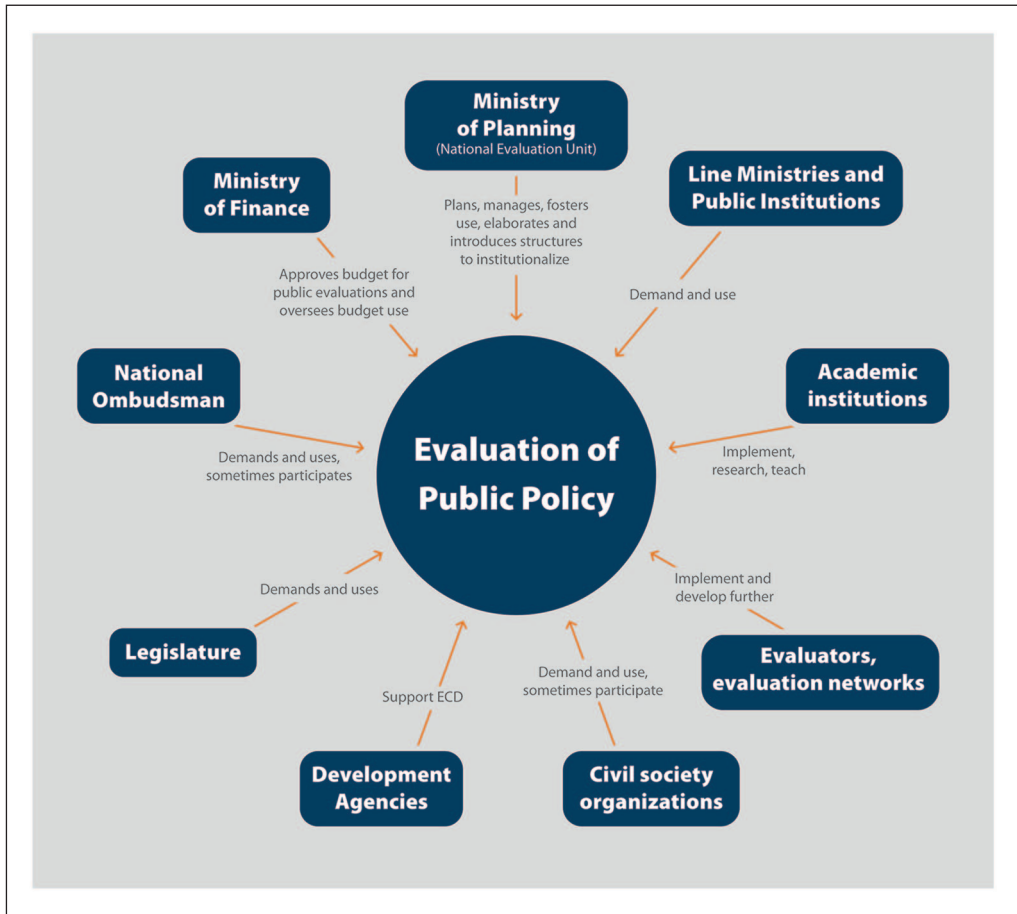 Ministry
of Planning
(National Evaluation Unit)
Ministry
of Finance
Line Ministries and
Public Institutions
Plans, manages, fosters
use, elaborates and
introduces structures
to institutionalize
Approves budget for
public evaluations and
oversees budget use
Demand and use
National
Ombudsman
Academic
institutions
Evaluation of
Public Policy
Demands and uses,
sometimes participates
Implement,
research, teach
Demands and uses
Implement and
develop further
Legislature
Evaluators,
evaluation networks
Support ECD
Demand and use,
sometimes participate
Development
Agencies
Civil society
organizations